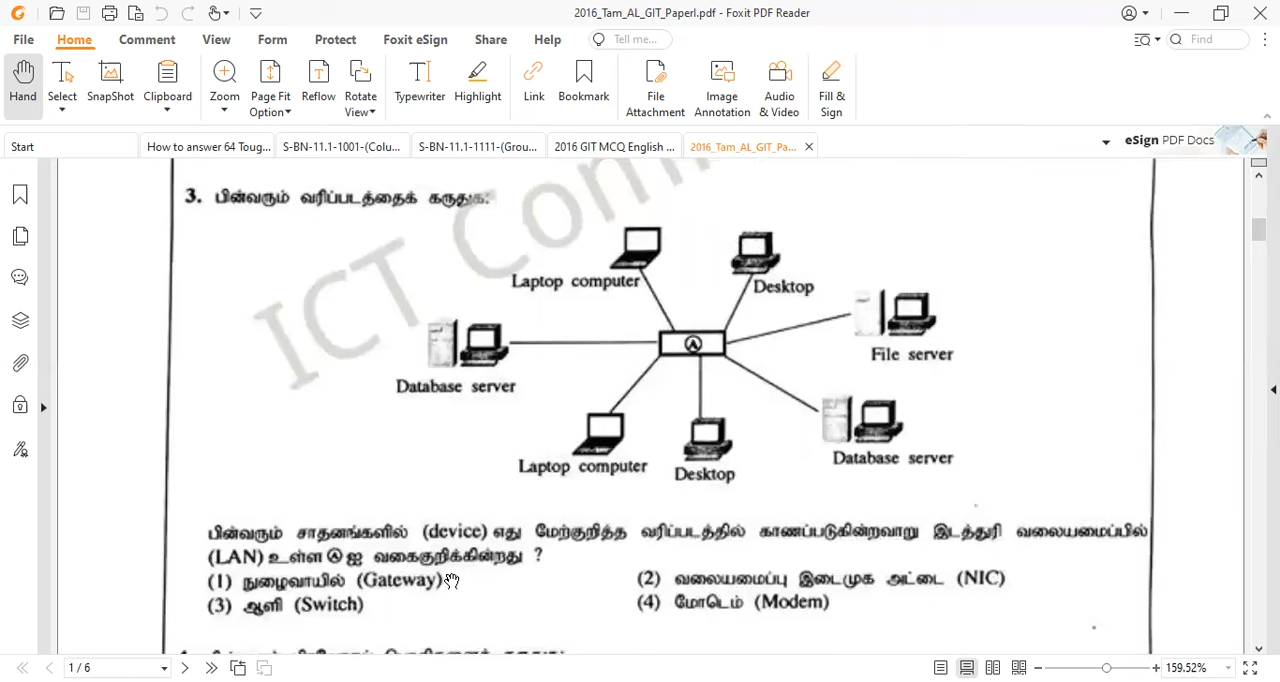 2016_Tam_AL_GIT_PaperI.pdf - Foxit PDF Reader
File Home Comment View Form Protect Foxit eSign Share Help Tell me... Find
Hand Select SnapShot Clipboard Zoom Page Fit Option Reflow Rotate View Typewriter Highlight Link Bookmark File Attachment Image Annotation Audio & Video Fill & Sign
Start How to answer 64 Toug... S-BN-11.1-1001-(Colu... S-BN-11.1-1111-(Grou... 2016 GIT MCQ English ... 2016_Tam_AL_GIT_Pa... eSign PDF Docs
3. பின்வரும் வரிப்படத்தைக் கருதுக:
ICT Com
Laptop computer
Desktop
File server
A
Database server
Database server
Laptop computer
Desktop
பின்வரும் சாதனங்களில் (device) எது மேற்குறித்த வரிப்படத்தில் காணப்படுகின்றவாறு இடத்துரி வலையமைப்பில்
(LAN) உள்ள Ⓐ ஐ வகைகுறிக்கின்றது ?
(1) நுழைவாயில் (Gateway) (2) வலையமைப்பு இடைமுக அட்டை (NIC)
(3) ஆளி (Switch) (4) மோடெம் (Modem)
1 / 6 159.52%